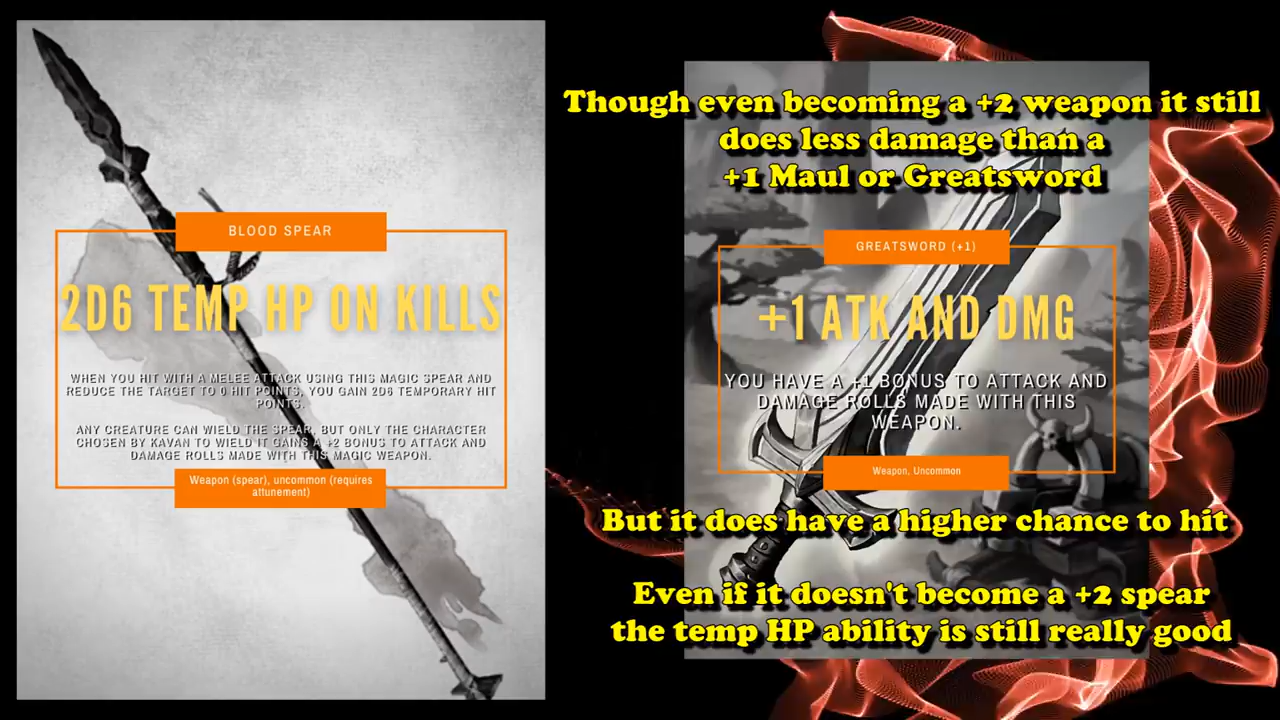 BLOOD SPEAR
2D6 TEMP HP ON KILLS
WHEN YOU HIT WITH A MELEE ATTACK USING THIS MAGIC SPEAR AND
REDUCE THE TARGET TO 0 HIT POINTS, YOU GAIN 2D6 TEMPORARY HIT
POINTS.
ANY CREATURE CAN WIELD THE SPEAR, BUT ONLY THE CHARACTER
CHOSEN BY KAVAN TO WIELD IT GAINS A +2 BONUS TO ATTACK AND
DAMAGE ROLLS MADE WITH THIS MAGIC WEAPON.
Weapon (spear), uncommon (requires
attunement)
Though even becoming a +2 weapon it still
does less damage than a
+1 Maul or Greatsword
GREATSWORD (+1)
+1 ATK AND DMG
YOU HAVE A +1 BONUS TO ATTACK AND
DAMAGE ROLLS MADE WITH THIS
WEAPON.
Weapon, Uncommon
But it does have a higher chance to hit
Even if it doesn't become a +2 spear
the temp HP ability is still really good